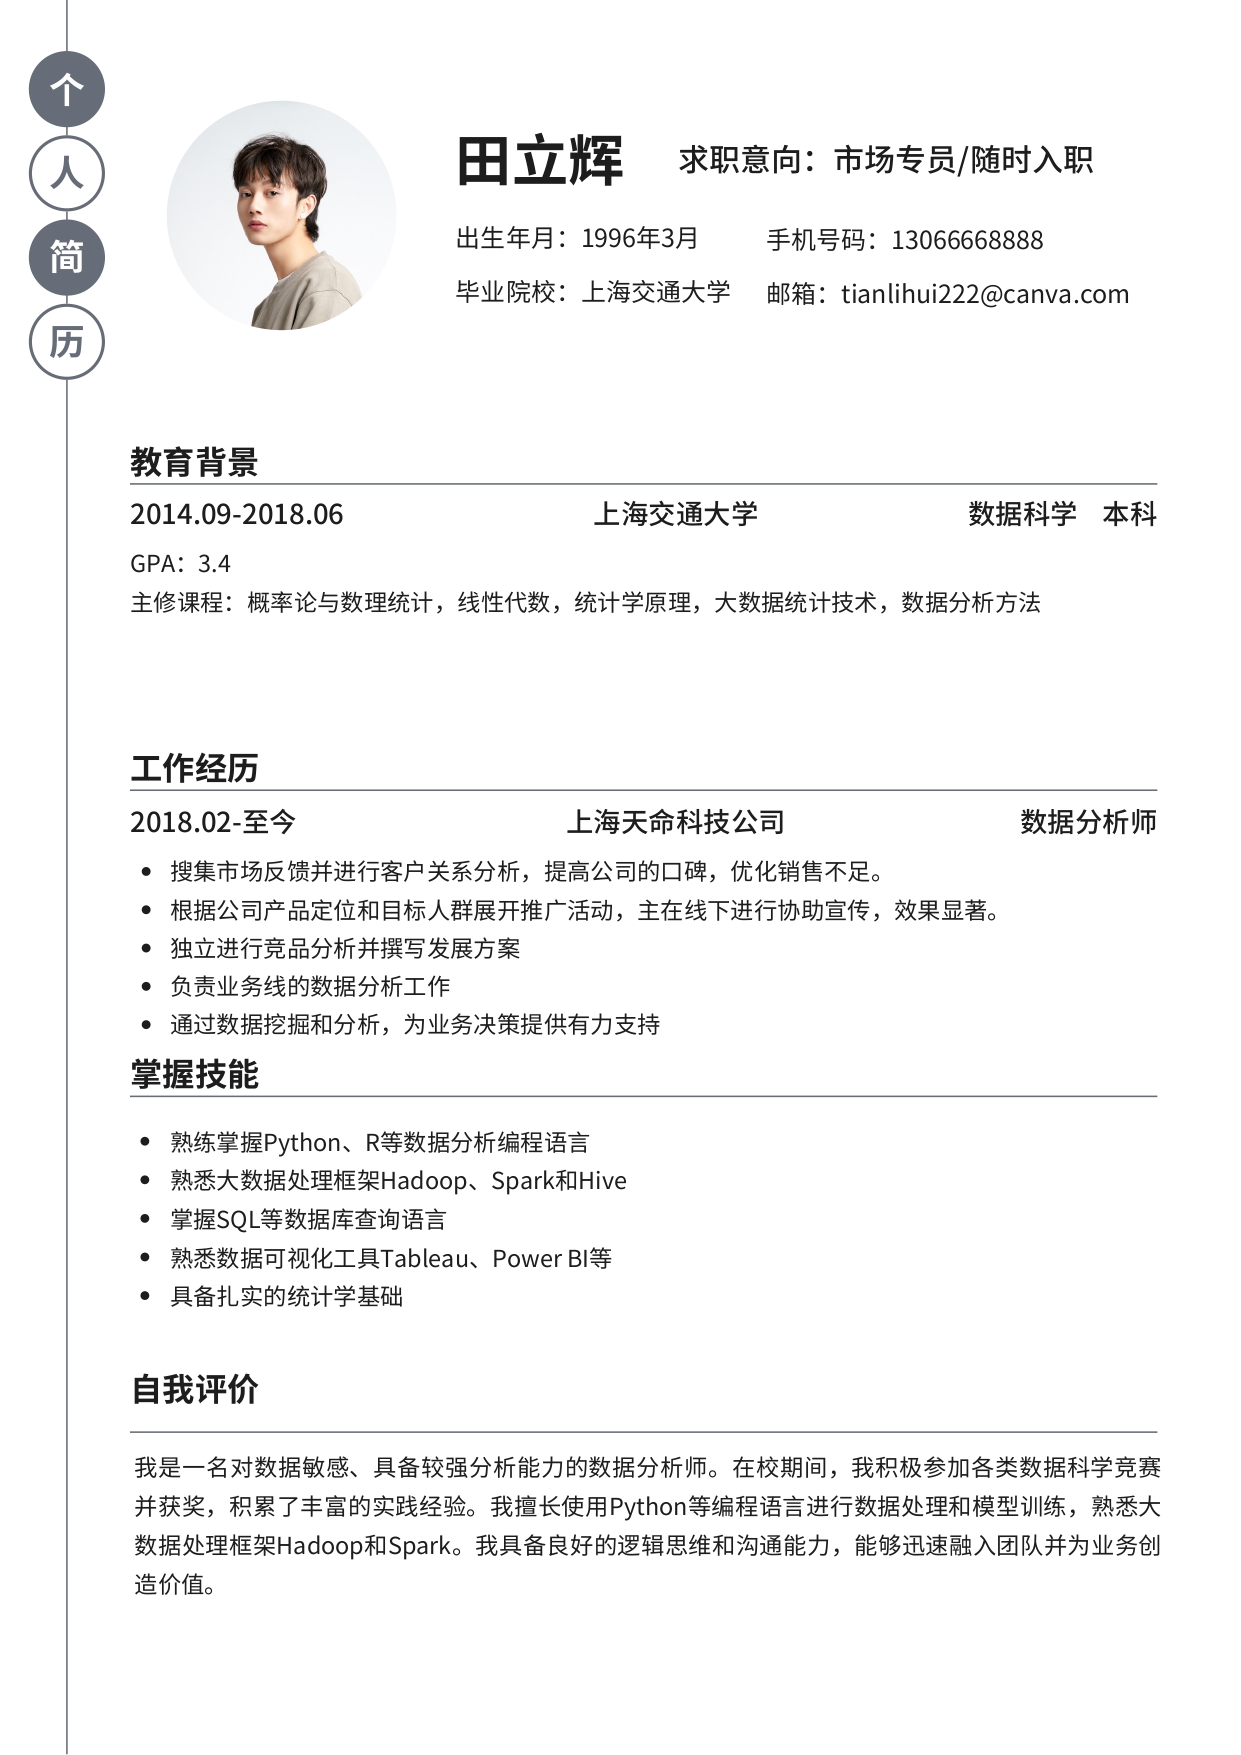 个
人
简
历
田立辉
求职意向：市场专员/随时入职
出生年月：1996年3月
手机号码：13066668888
毕业院校：上海交通大学
邮箱：tianlihui222@canva.com
教育背景
2014.09-2018.06 上海交通大学 数据科学 本科
GPA：3.4
主修课程：概率论与数理统计，线性代数，统计学原理，大数据统计技术，数据分析方法
工作经历
2018.02-至今 上海天命科技公司 数据分析师
• 搜集市场反馈并进行客户关系分析，提高公司的口碑，优化销售不足。
• 根据公司产品定位和目标人群展开推广活动，主在线下进行协助宣传，效果显著。
• 独立进行竞品分析并撰写发展方案
• 负责业务线的数据分析工作
• 通过数据挖掘和分析，为业务决策提供有力支持
掌握技能
• 熟练掌握Python、R等数据分析编程语言
• 熟悉大数据处理框架Hadoop、Spark和Hive
• 掌握SQL等数据库查询语言
• 熟悉数据可视化工具Tableau、Power BI等
• 具备扎实的统计学基础
自我评价
我是一名对数据敏感、具备较强分析能力的数据分析师。在校期间，我积极参加各类数据科学竞赛
并获奖，积累了丰富的实践经验。我擅长使用Python等编程语言进行数据处理和模型训练，熟悉大
数据处理框架Hadoop和Spark。我具备良好的逻辑思维和沟通能力，能够迅速融入团队并为业务创
造价值。